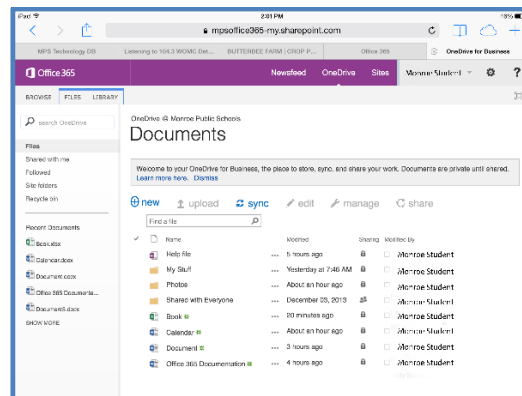 iPad 2:01 PM
mpsoffice365-my.sharepoint.com
MPS Technology DB Listening to 104.3 WOMC Det... BUTTERBEE FARM | CROP P... Office 365 OneDrive for Business
Office 365 Newsfeed OneDrive Sites Monroe Student ?
BROWSE FILES LIBRARY
search OneDrive
Files
Shared with me
Followed
Site folders
Recycle bin
Recent Documents
Book.xlsx
Calendar.docx
Document.docx
Office 365 Documenta...
Document5.docx
SHOW MORE
OneDrive @ Monroe Public Schools
Documents
Welcome to your OneDrive for Business, the place to store, sync, and share your work. Documents are private until shared.
Learn more here. Dismiss
new upload sync edit manage share
Find a file
Name Modified Sharing Modified By
Help file ... 5 hours ago Monroe Student
My Stuff ... Yesterday at 7:46 AM Monroe Student
Photos ... About an hour ago Monroe Student
Shared with Everyone ... December 03, 2013 Monroe Student
Book ... 20 minutes ago Monroe Student
Calendar ... About an hour ago Monroe Student
Document ... 3 hours ago Monroe Student
Office 365 Documentation ... 4 hours ago Monroe Student